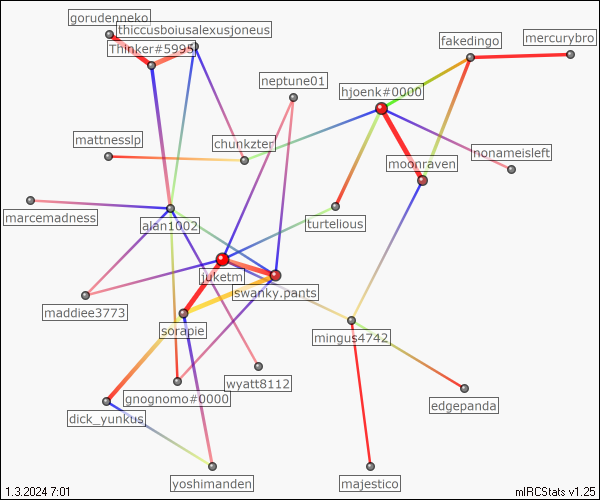 gorudenneko
thiccusboiusalexusjoneus
Thinker#5995
fakedingo
mercurybro
neptune01
hjoenk#0000
mattnesslp
chunkzter
moonraven
nonameisleft
marcemadness
alan1002
turtelious
juketm
swanky.pants
maddiee3773
sorapie
mingus4742
wyatt8112
gnognomo#0000
edgepanda
dick_yunkus
yoshimanden
majestico
1.3.2024 7:01
mIRCStats v1.25